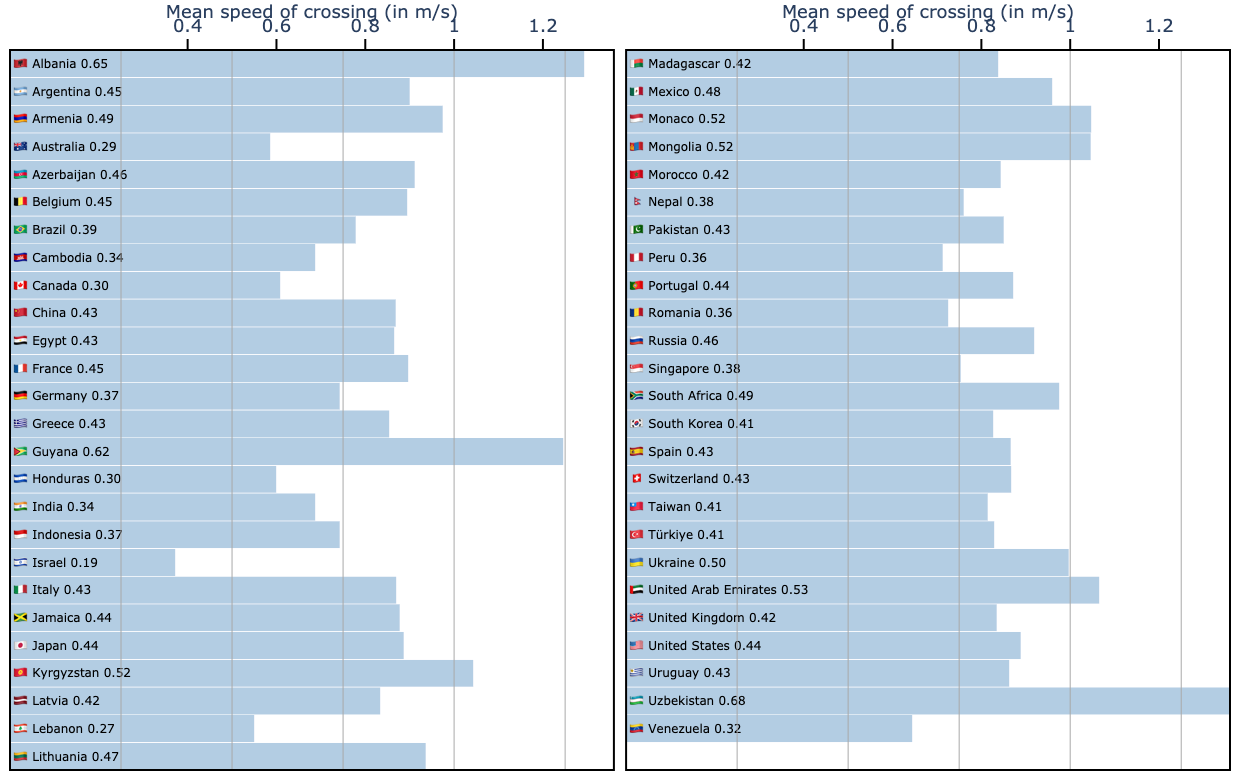 Mean speed of crossing (in m/s)
0.4 0.6 0.8 1 1.2
Albania 0.65
Argentina 0.45
Armenia 0.49
Australia 0.29
Azerbaijan 0.46
Belgium 0.45
Brazil 0.39
Cambodia 0.34
Canada 0.30
China 0.43
Egypt 0.43
France 0.45
Germany 0.37
Greece 0.43
Guyana 0.62
Honduras 0.30
India 0.34
Indonesia 0.37
Israel 0.19
Italy 0.43
Jamaica 0.44
Japan 0.44
Kyrgyzstan 0.52
Latvia 0.42
Lebanon 0.27
Lithuania 0.47
Mean speed of crossing (in m/s)
0.4 0.6 0.8 1 1.2
Madagascar 0.42
Mexico 0.48
Monaco 0.52
Mongolia 0.52
Morocco 0.42
Nepal 0.38
Pakistan 0.43
Peru 0.36
Portugal 0.44
Romania 0.36
Russia 0.46
Singapore 0.38
South Africa 0.49
South Korea 0.41
Spain 0.43
Switzerland 0.43
Taiwan 0.41
Türkiye 0.41
Ukraine 0.50
United Arab Emirates 0.53
United Kingdom 0.42
United States 0.44
Uruguay 0.43
Uzbekistan 0.68
Venezuela 0.32